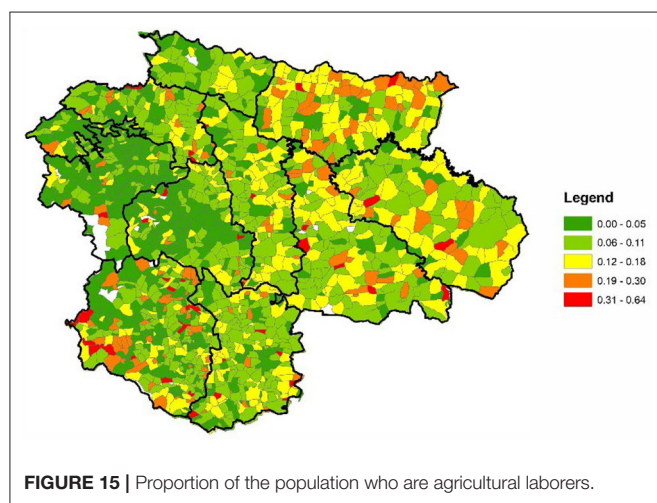 Legend
0.00 - 0.05
0.06 - 0.11
0.12 - 0.18
0.19 - 0.30
0.31 - 0.64
FIGURE 15 | Proportion of the population who are agricultural laborers.